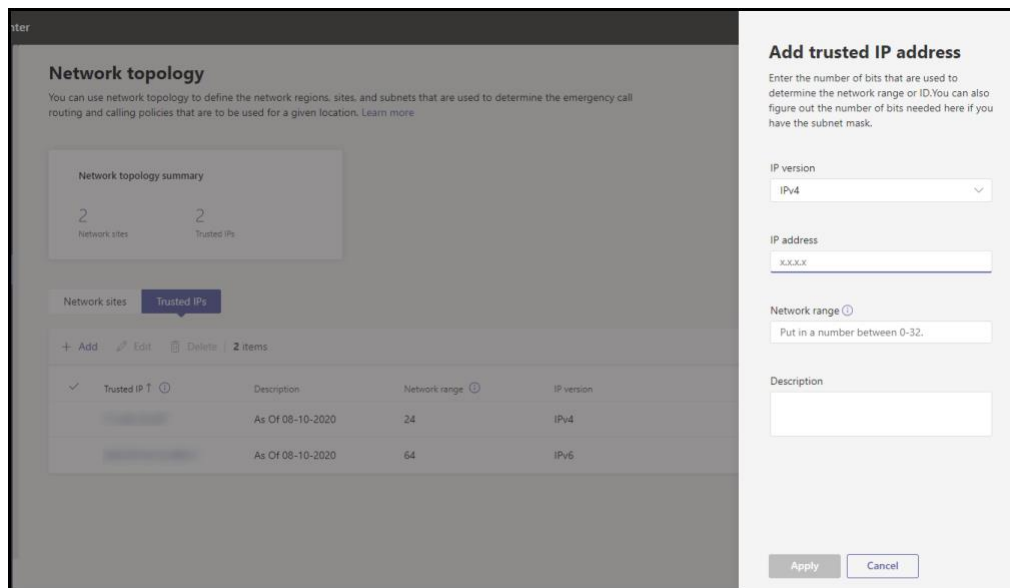 nter
Network topology
You can use network topology to define the network regions, sites, and subnets that are used to determine the emergency call
routing and calling policies that are to be used for a given location. Learn more
Network topology summary
2 2
Network sites Trusted IPs
Network sites Trusted IPs
+ Add Edit Delete 2 items
Trusted IP ↑ Description Network range IP version
As Of 08-10-2020 24 IPv4
As Of 08-10-2020 64 IPv6
Add trusted IP address
Enter the number of bits that are used to
determine the network range or ID.You can also
figure out the number of bits needed here if you
have the subnet mask.
IP version
IPv4
IP address
x.x.x.x
Network range
Put in a number between 0-32.
Description
Apply Cancel